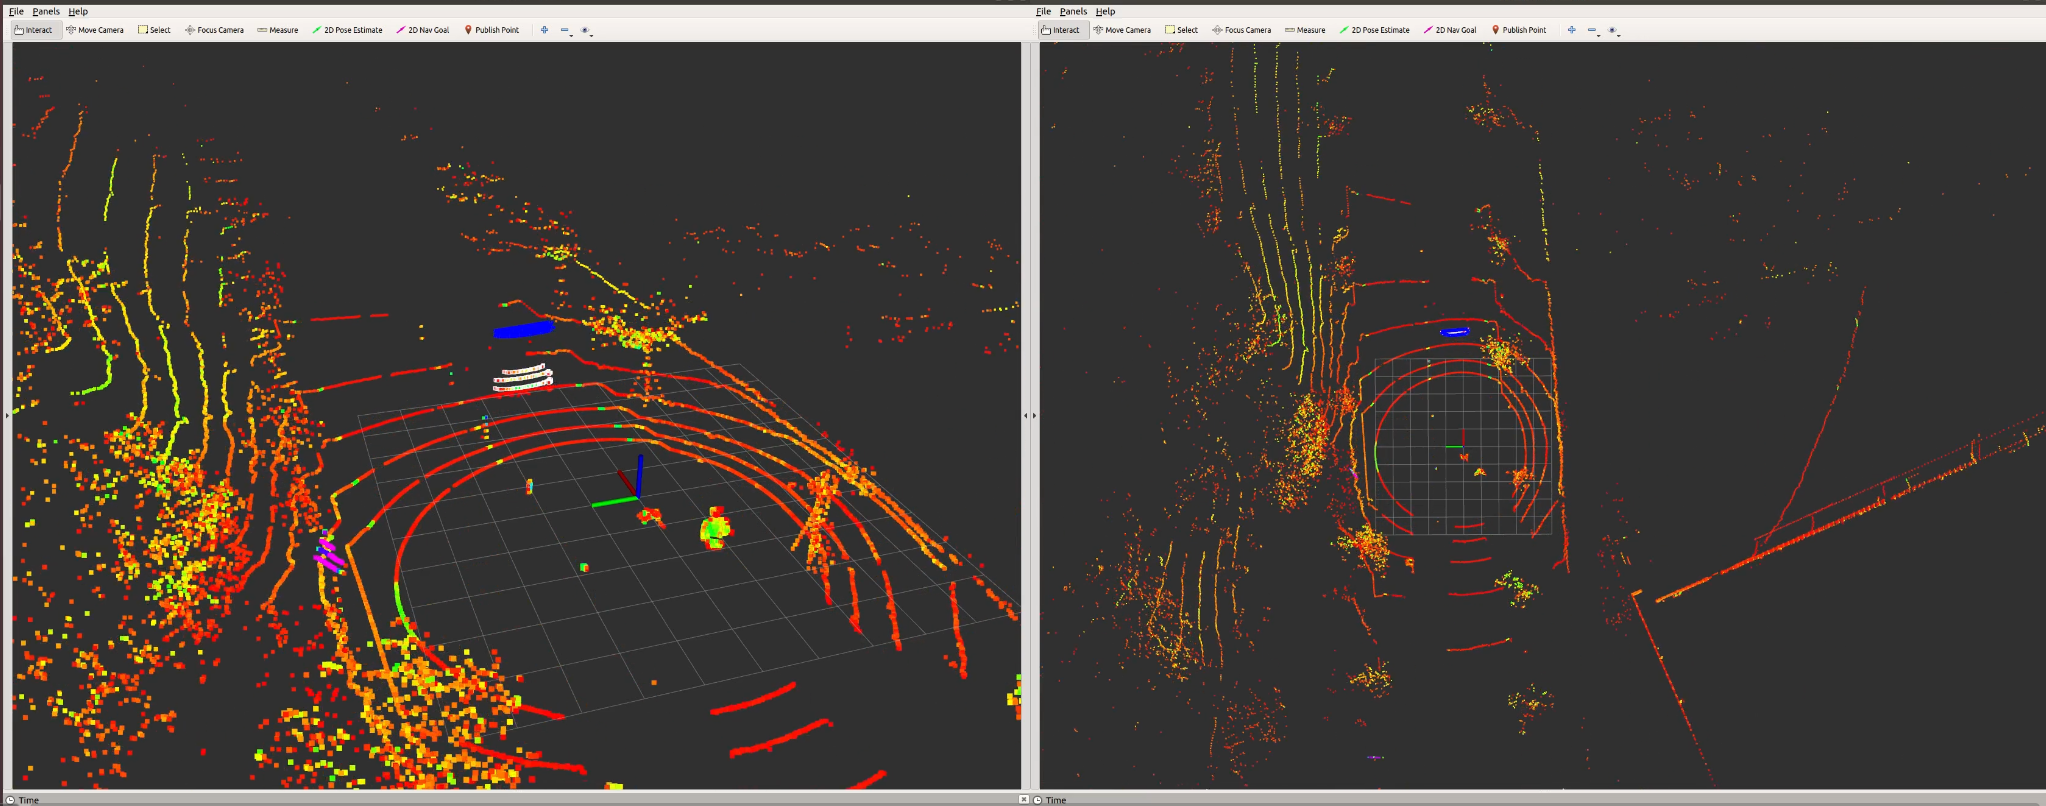 File Panels Help
Interact Move Camera Select Focus Camera Measure 2D Pose Estimate 2D Nav Goal Publish Point
Time
File Panels Help
Interact Move Camera Select Focus Camera Measure 2D Pose Estimate 2D Nav Goal Publish Point
Time